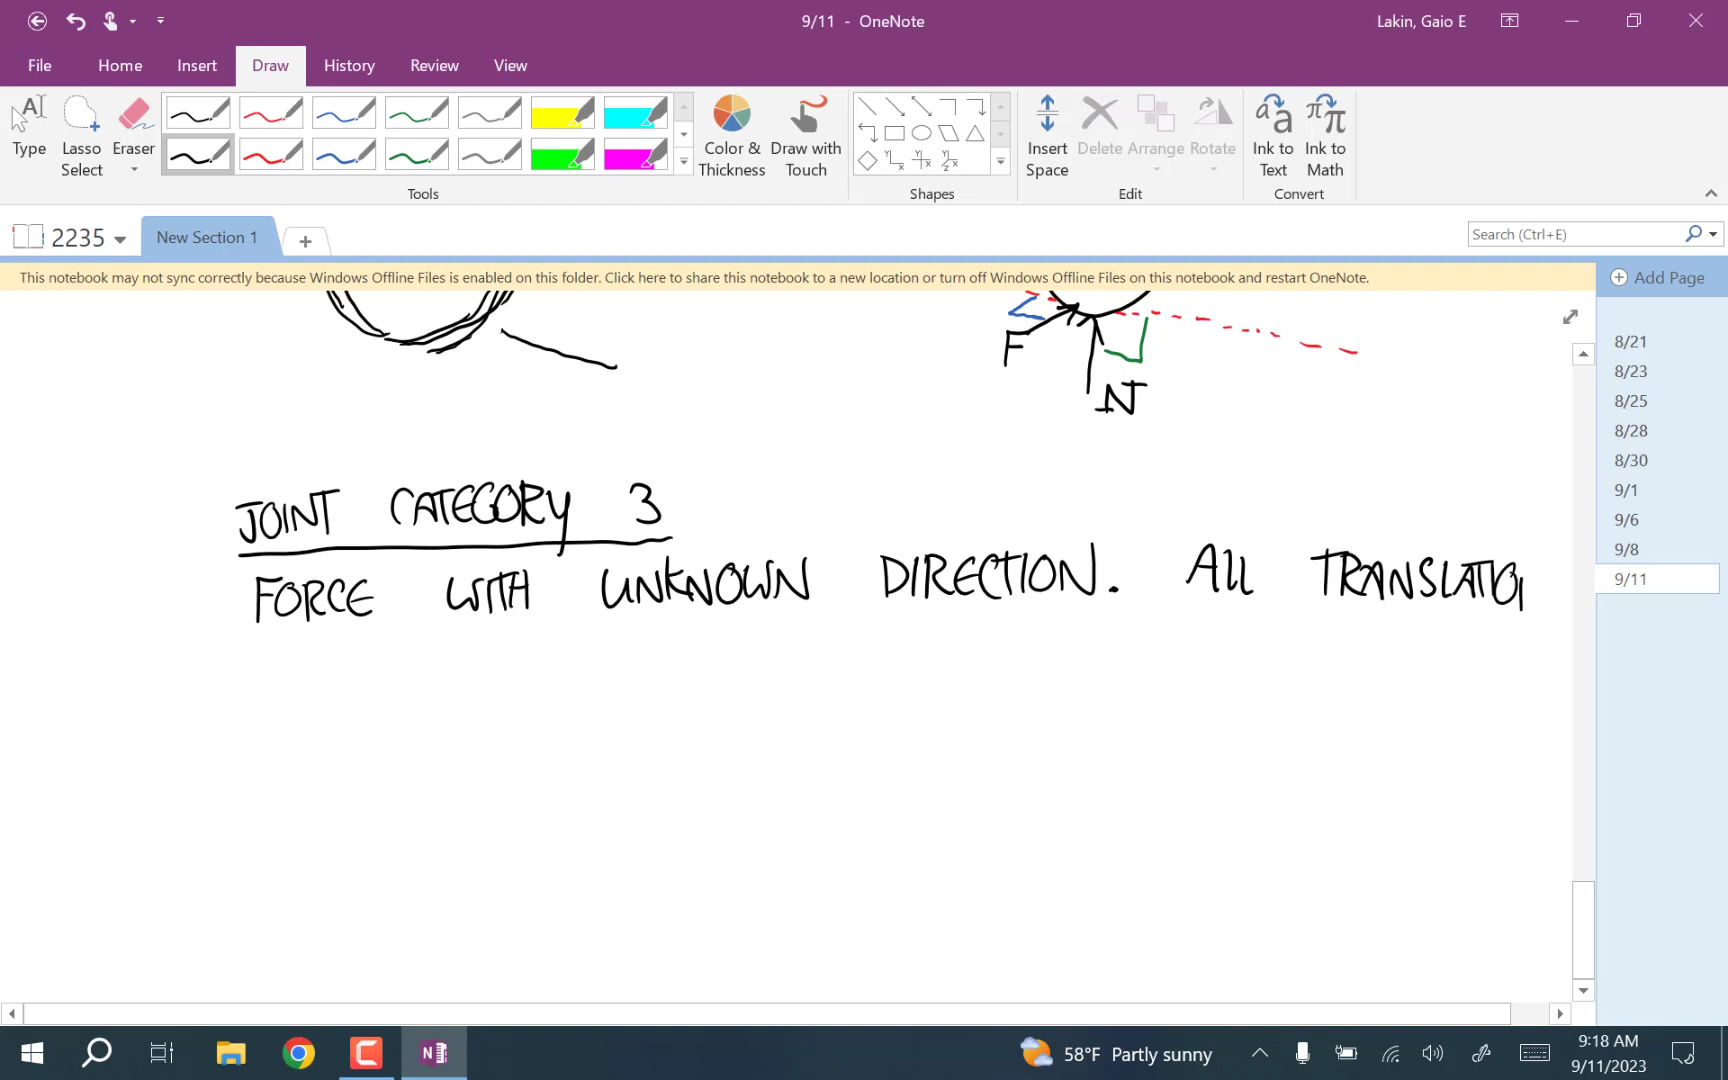 9/11 - OneNote
Lakin, Gaio E
File Home Insert Draw History Review View
Type
Lasso Select
Eraser
Color & Thickness
Draw with Touch
Insert Space
Delete
Arrange
Rotate
Ink to Text
Ink to Math
Tools
Shapes
Edit
Convert
2235
New Section 1
Search (Ctrl+E)
This notebook may not sync correctly because Windows Offline Files is enabled on this folder. Click here to share this notebook to a new location or turn off Windows Offline Files on this notebook and restart OneNote.
Add Page
8/21
8/23
8/25
8/28
8/30
9/1
9/6
9/8
9/11
F
N
JOINT CATEGORY 3
FORCE WITH UNKNOWN DIRECTION. All TRANSLATIO
58°F Partly sunny
9:18 AM
9/11/2023